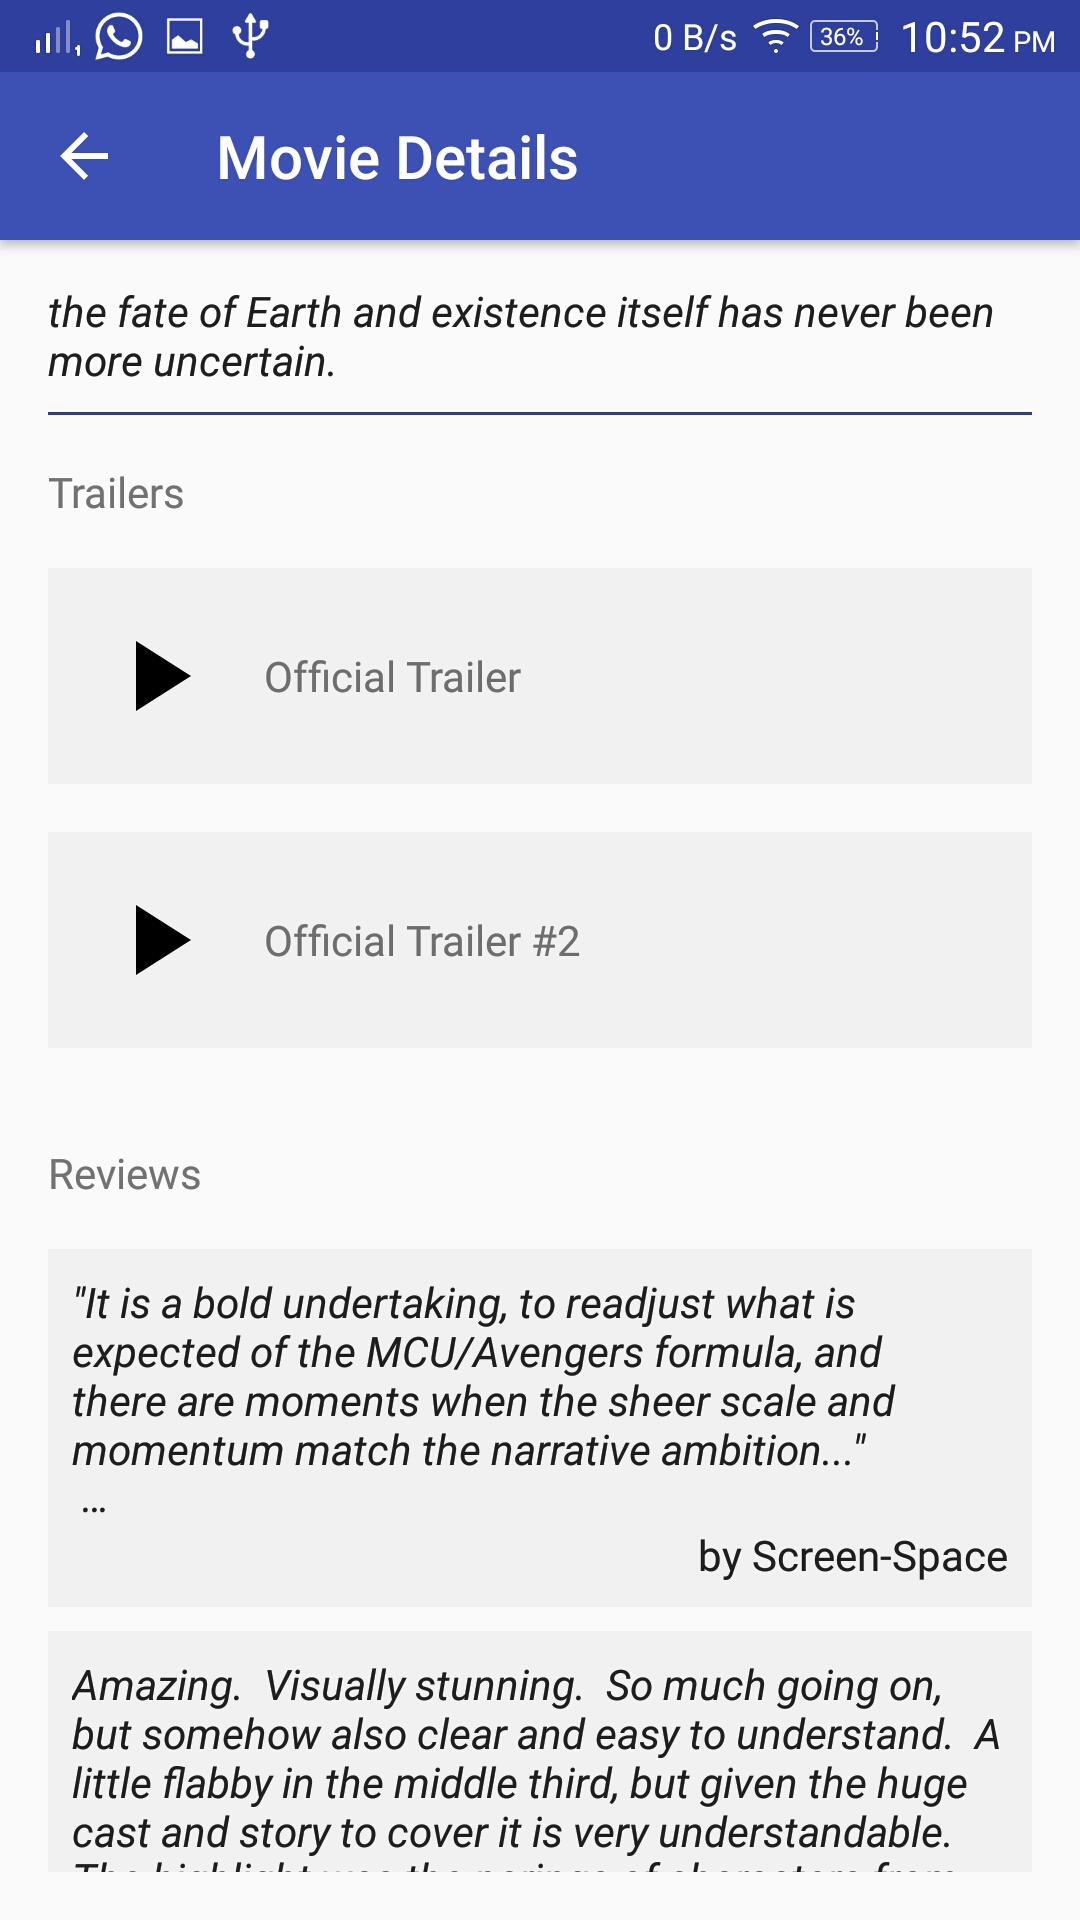 0 B/s 36% 10:52 PM
Movie Details
the fate of Earth and existence itself has never been
more uncertain.
Trailers
Official Trailer
Official Trailer #2
Reviews
"It is a bold undertaking, to readjust what is
expected of the MCU/Avengers formula, and
there are moments when the sheer scale and
momentum match the narrative ambition..."
…
by Screen-Space
Amazing.  Visually stunning.  So much going on,
but somehow also clear and easy to understand.  A
little flabby in the middle third, but given the huge
cast and story to cover it is very understandable.